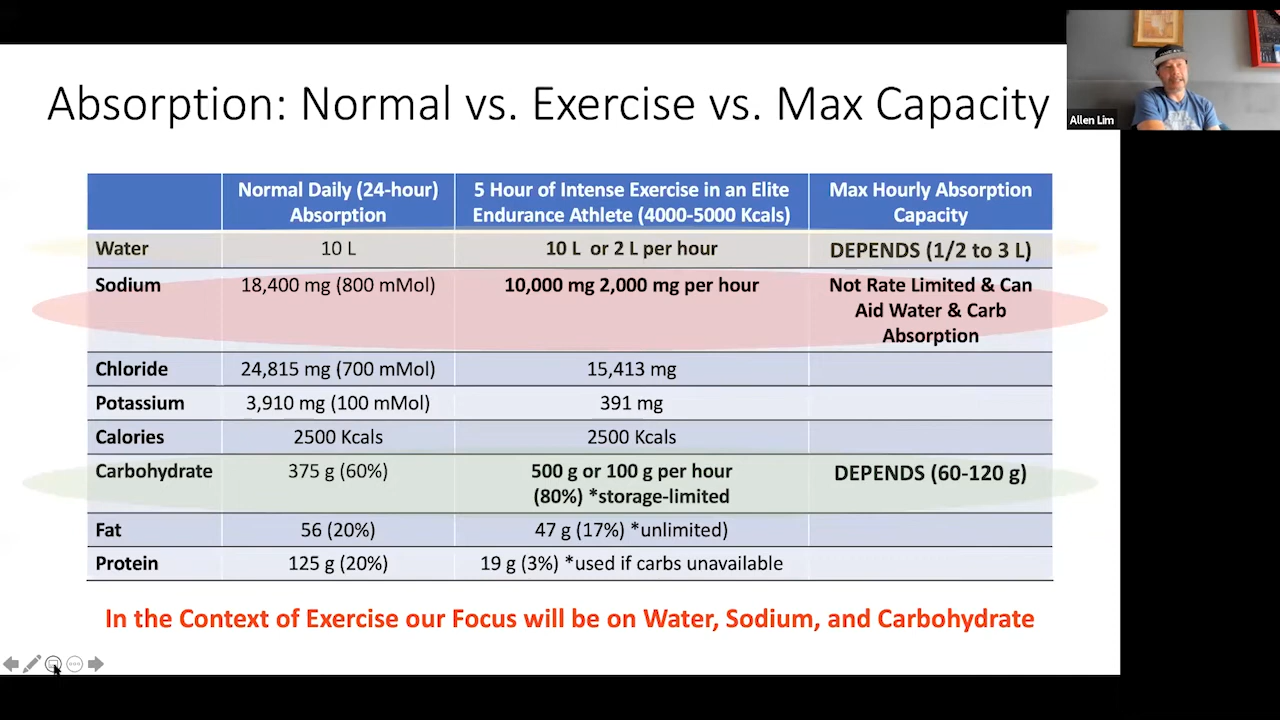 Absorption: Normal vs. Exercise vs. Max Capacity
Allen Lim
Normal Daily (24-hour)
Absorption
5 Hour of Intense Exercise in an Elite
Endurance Athlete (4000-5000 Kcals)
Max Hourly Absorption
Capacity
Water
10 L
10 L or 2 L per hour
DEPENDS (1/2 to 3 L)
Sodium
18,400 mg (800 mMol)
10,000 mg 2,000 mg per hour
Not Rate Limited & Can
Aid Water & Carb
Absorption
Chloride
24,815 mg (700 mMol)
15,413 mg
Potassium
3,910 mg (100 mMol)
391 mg
Calories
2500 Kcals
2500 Kcals
Carbohydrate
375 g (60%)
500 g or 100 g per hour
(80%) *storage-limited
DEPENDS (60-120 g)
Fat
56 (20%)
47 g (17%) *unlimited)
Protein
125 g (20%)
19 g (3%) *used if carbs unavailable
In the Context of Exercise our Focus will be on Water, Sodium, and Carbohydrate